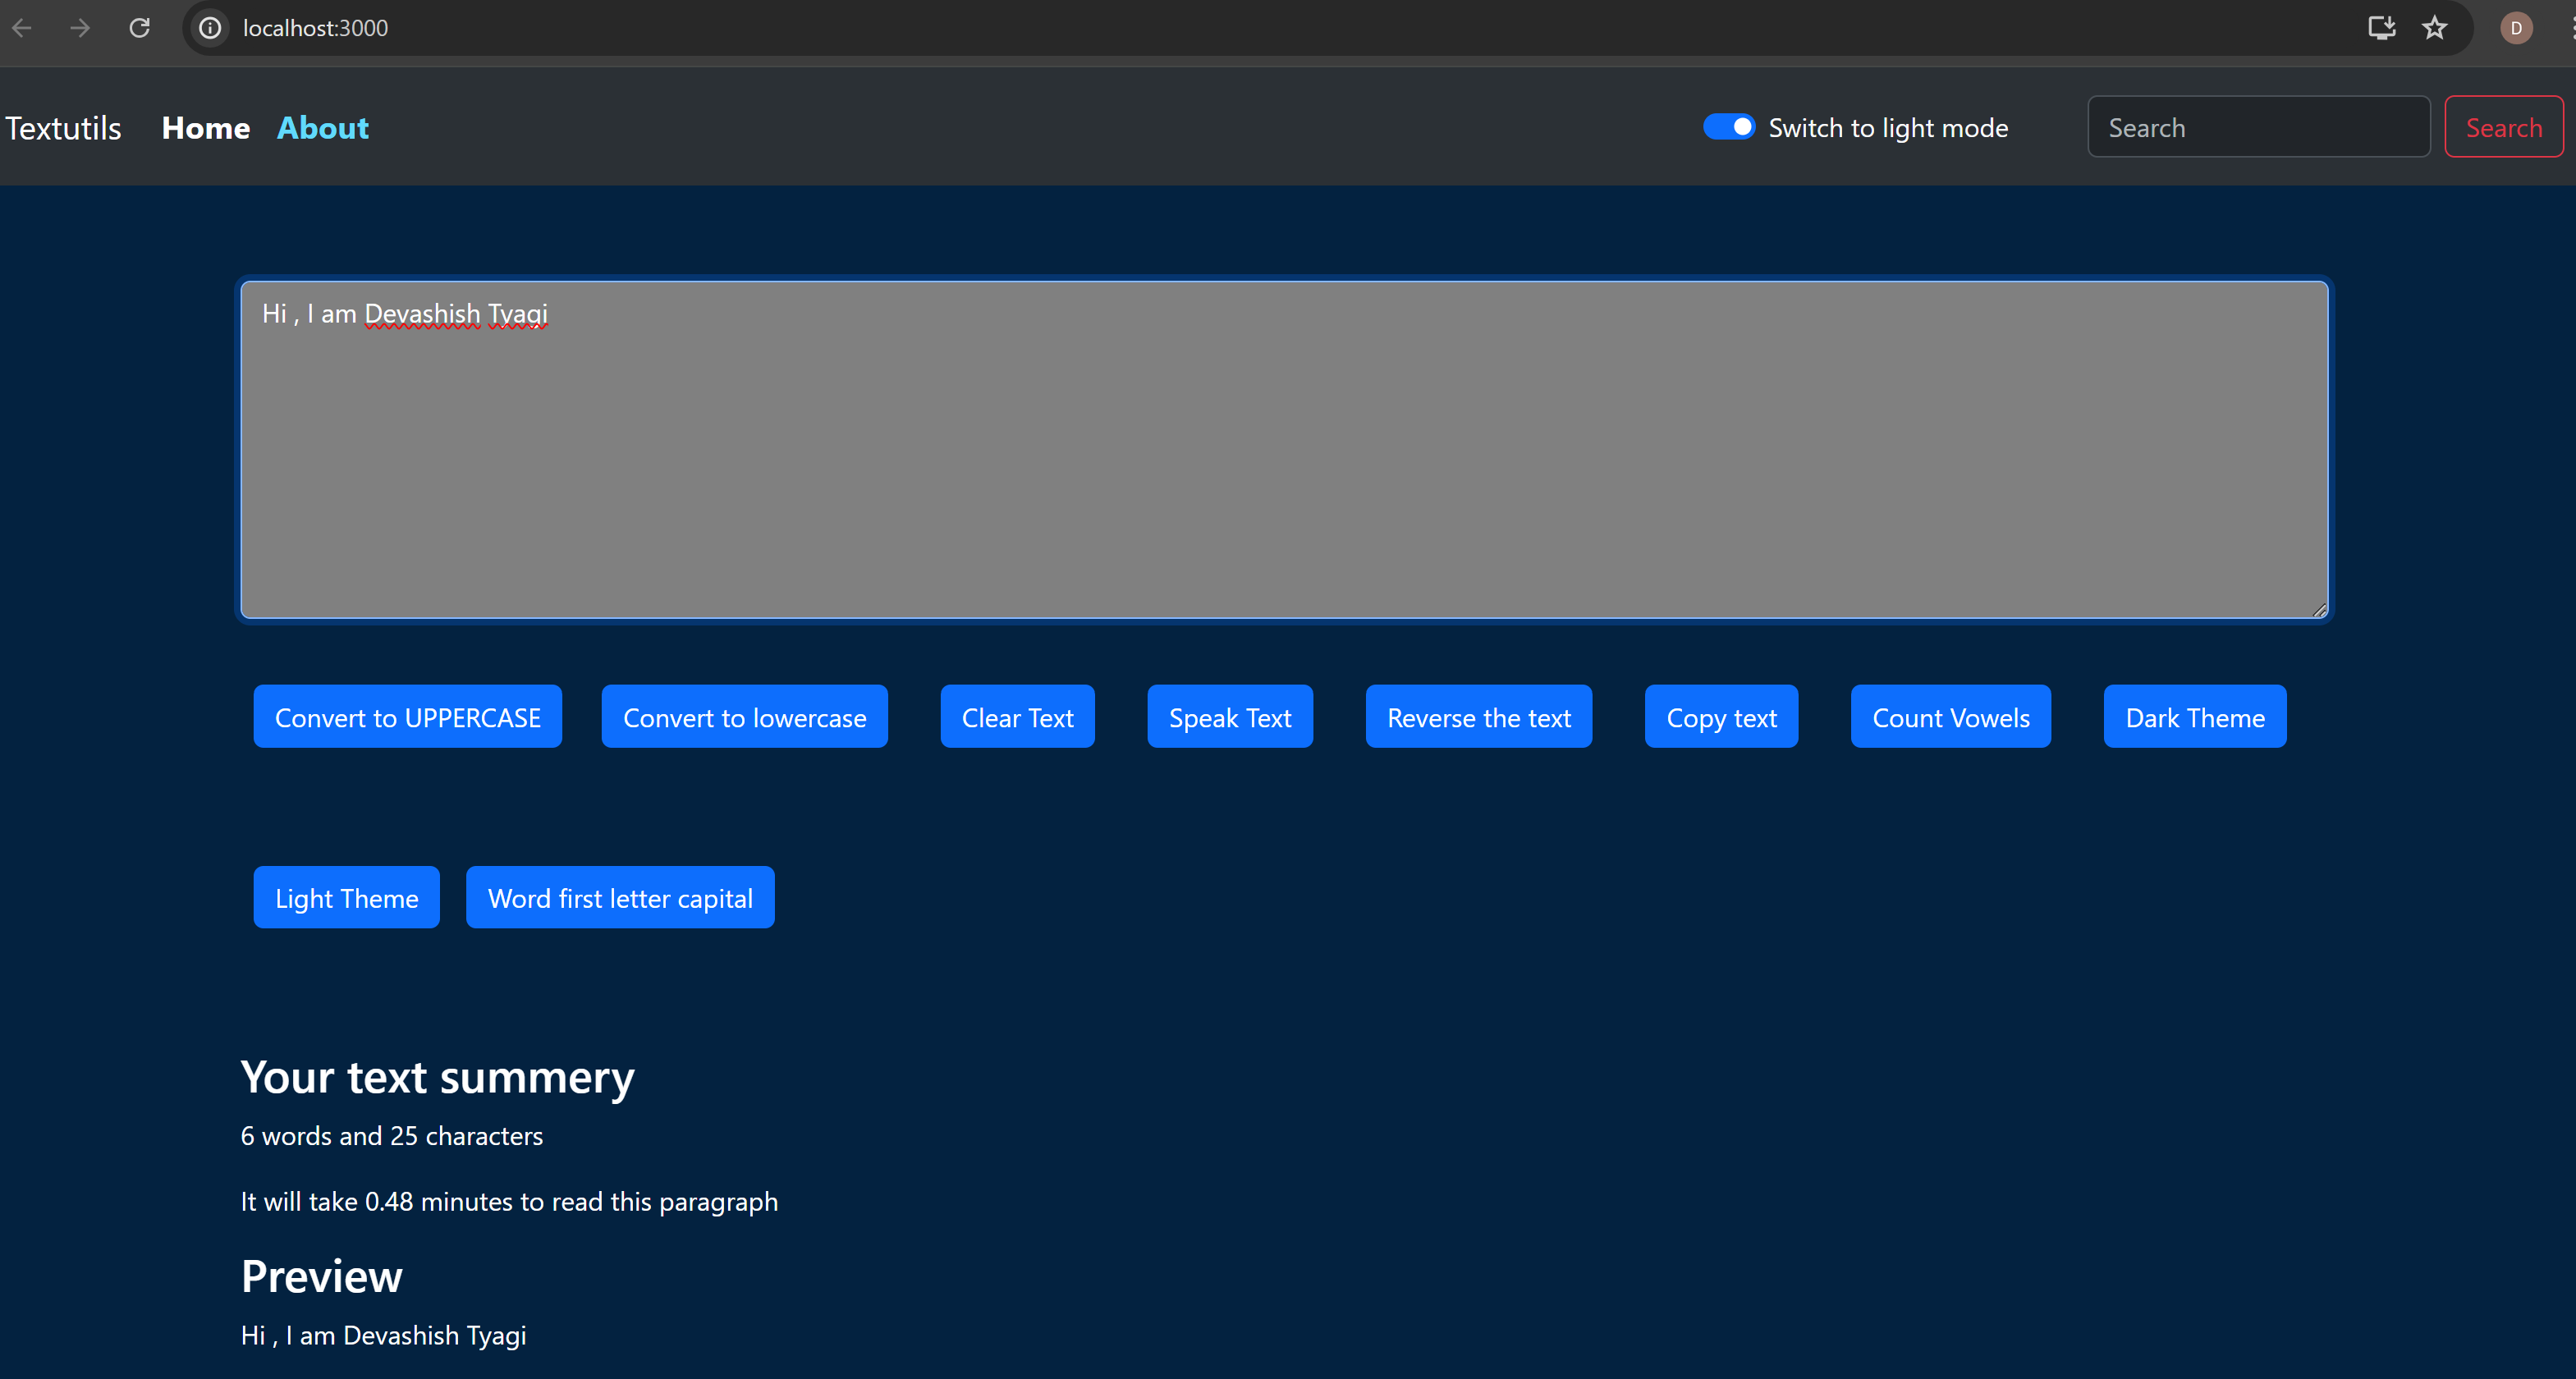 localhost:3000
D
Textutils Home About Switch to light mode Search Search
Hi , I am Devashish Tyagi
Convert to UPPERCASE Convert to lowercase Clear Text Speak Text Reverse the text Copy text Count Vowels Dark Theme
Light Theme Word first letter capital
Your text summery
6 words and 25 characters
It will take 0.48 minutes to read this paragraph
Preview
Hi , I am Devashish Tyagi